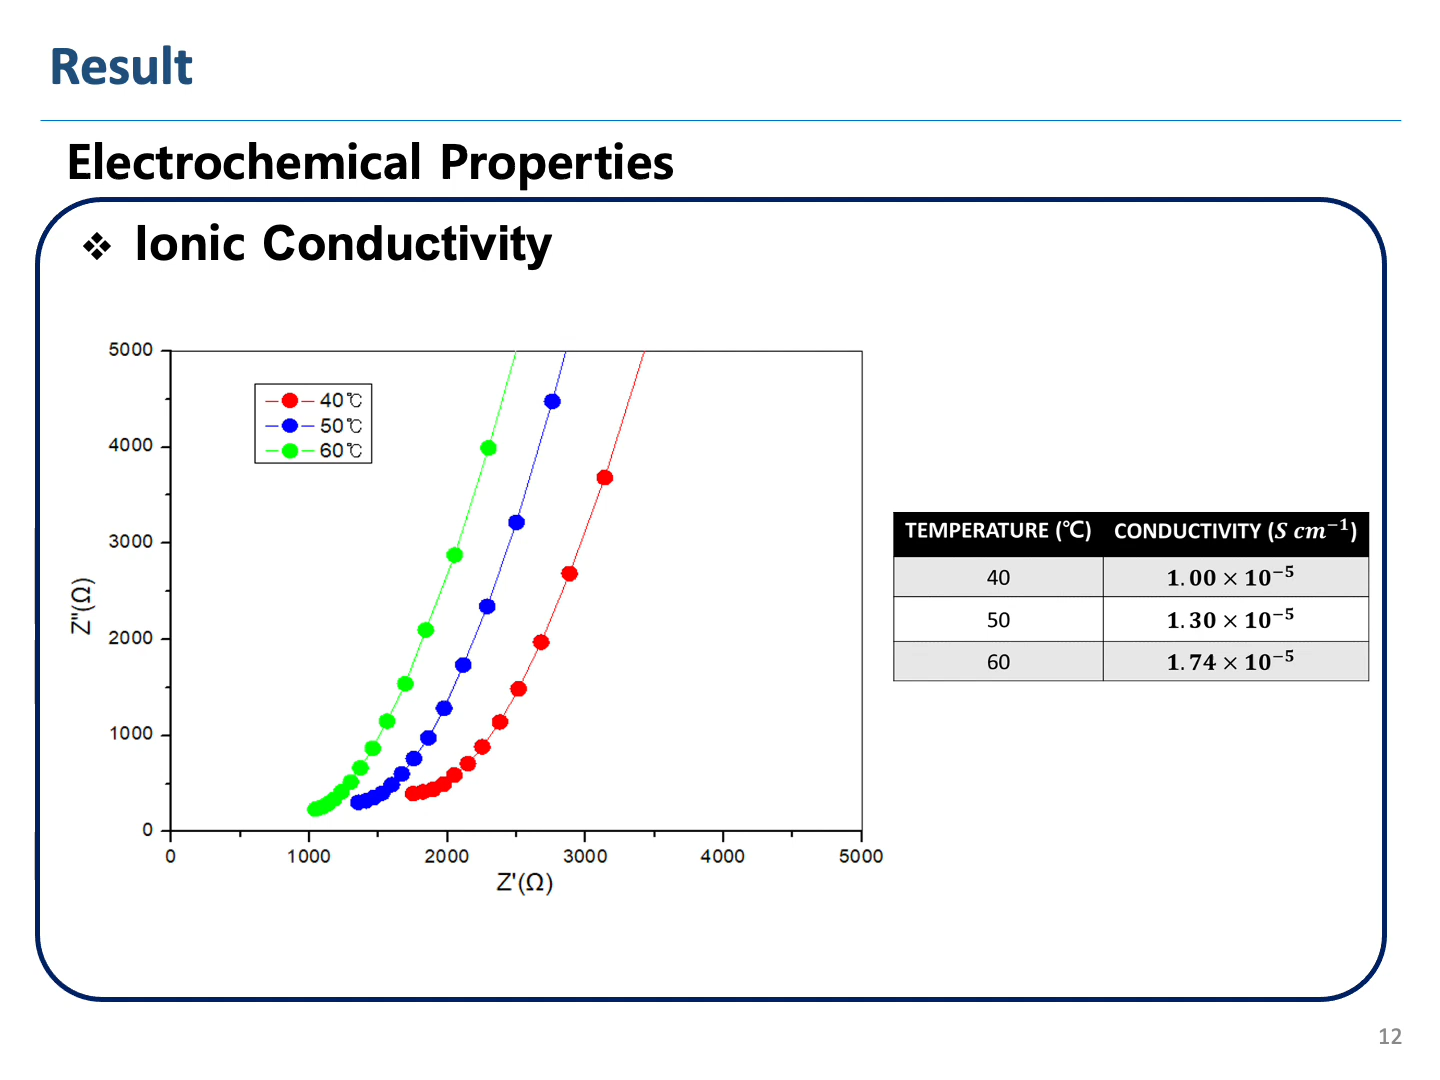 Result
Electrochemical Properties
❖ Ionic Conductivity
5000
4000
3000
2000
1000
0
Z"(Ω)
40℃
50℃
60℃
0 1000 2000 3000 4000 5000
Z'(Ω)
TEMPERATURE (℃) CONDUCTIVITY (S cm⁻¹)
40 1.00 × 10⁻⁵
50 1.30 × 10⁻⁵
60 1.74 × 10⁻⁵
12